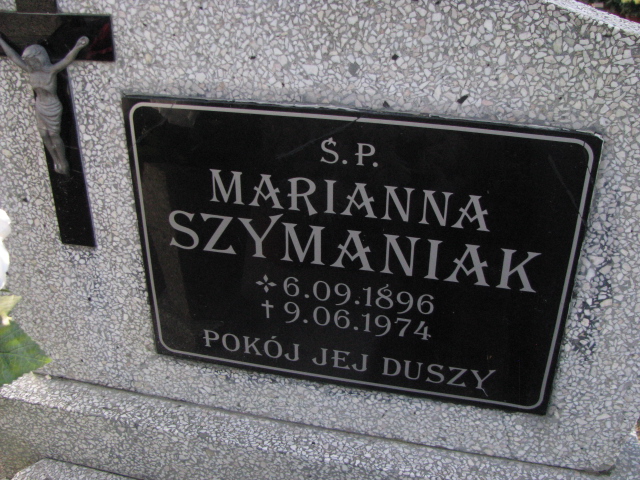 Ś.P.
MARIANNA
SZYMANIAK
✣ 6.09.1896
† 9.06.1974
POKÓJ JEJ DUSZY